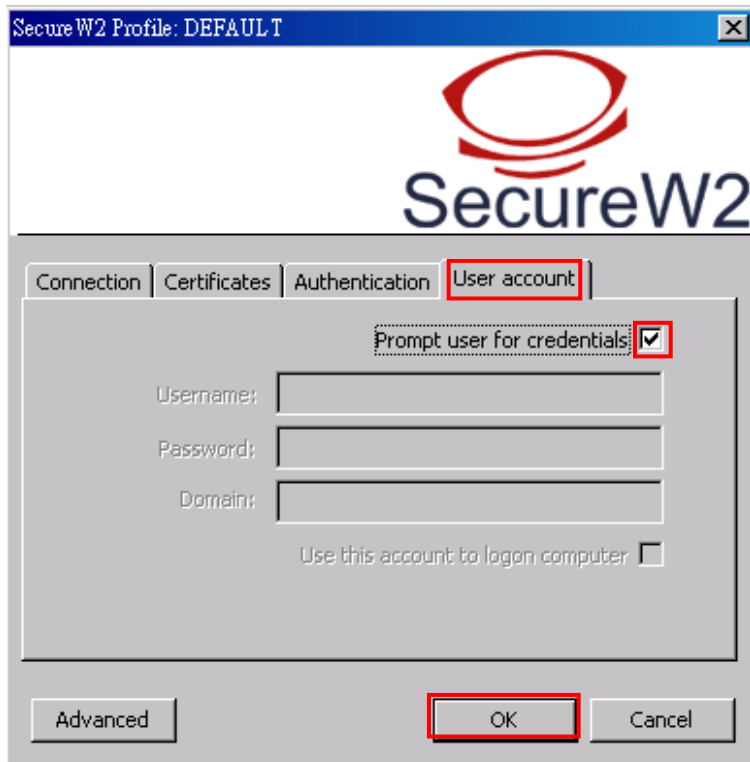 SecureW2 Profile: DEFAULT
SecureW2
Connection Certificates Authentication User account
Prompt user for credentials
Username:
Password:
Domain:
Use this account to logon computer
Advanced OK Cancel